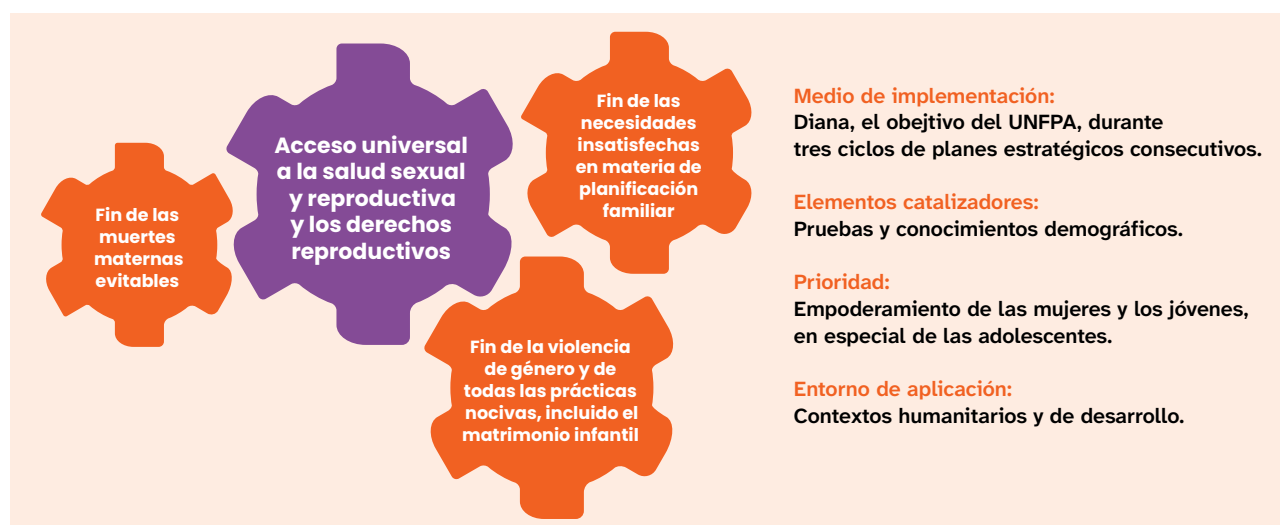 Fin de las
muertes
maternas
evitables
Acceso universal
a la salud sexual
y reproductiva
y los derechos
reproductivos
Fin de las
necesidades
insatisfechas
en materia de
planificación
familiar
Fin de la violencia
de género y de
todas las prácticas
nocivas, incluido el
matrimonio infantil
Medio de implementación:
Diana, el obejtivo del UNFPA, durante
tres ciclos de planes estratégicos consecutivos.
Elementos catalizadores:
Pruebas y conocimientos demográficos.
Prioridad:
Empoderamiento de las mujeres y los jóvenes,
en especial de las adolescentes.
Entorno de aplicación:
Contextos humanitarios y de desarrollo.